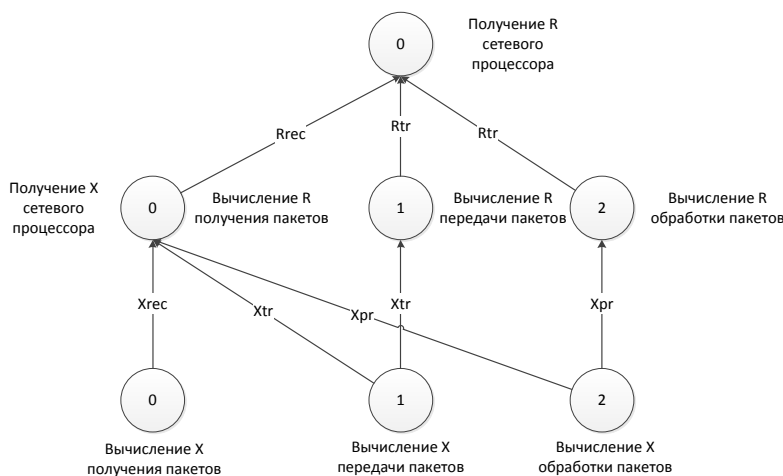 Получение R
сетевого
процессора
0
Rrec
Rtr
Rtr
Получение X
сетевого
процессора
0
Вычисление R
получения пакетов
1
Вычисление R
передачи пакетов
2
Вычисление R
обработки пакетов
Xrec
Xtr
Xpr
Xtr
Xpr
0
1
2
Вычисление X
получения пакетов
Вычисление X
передачи пакетов
Вычисление X
обработки пакетов